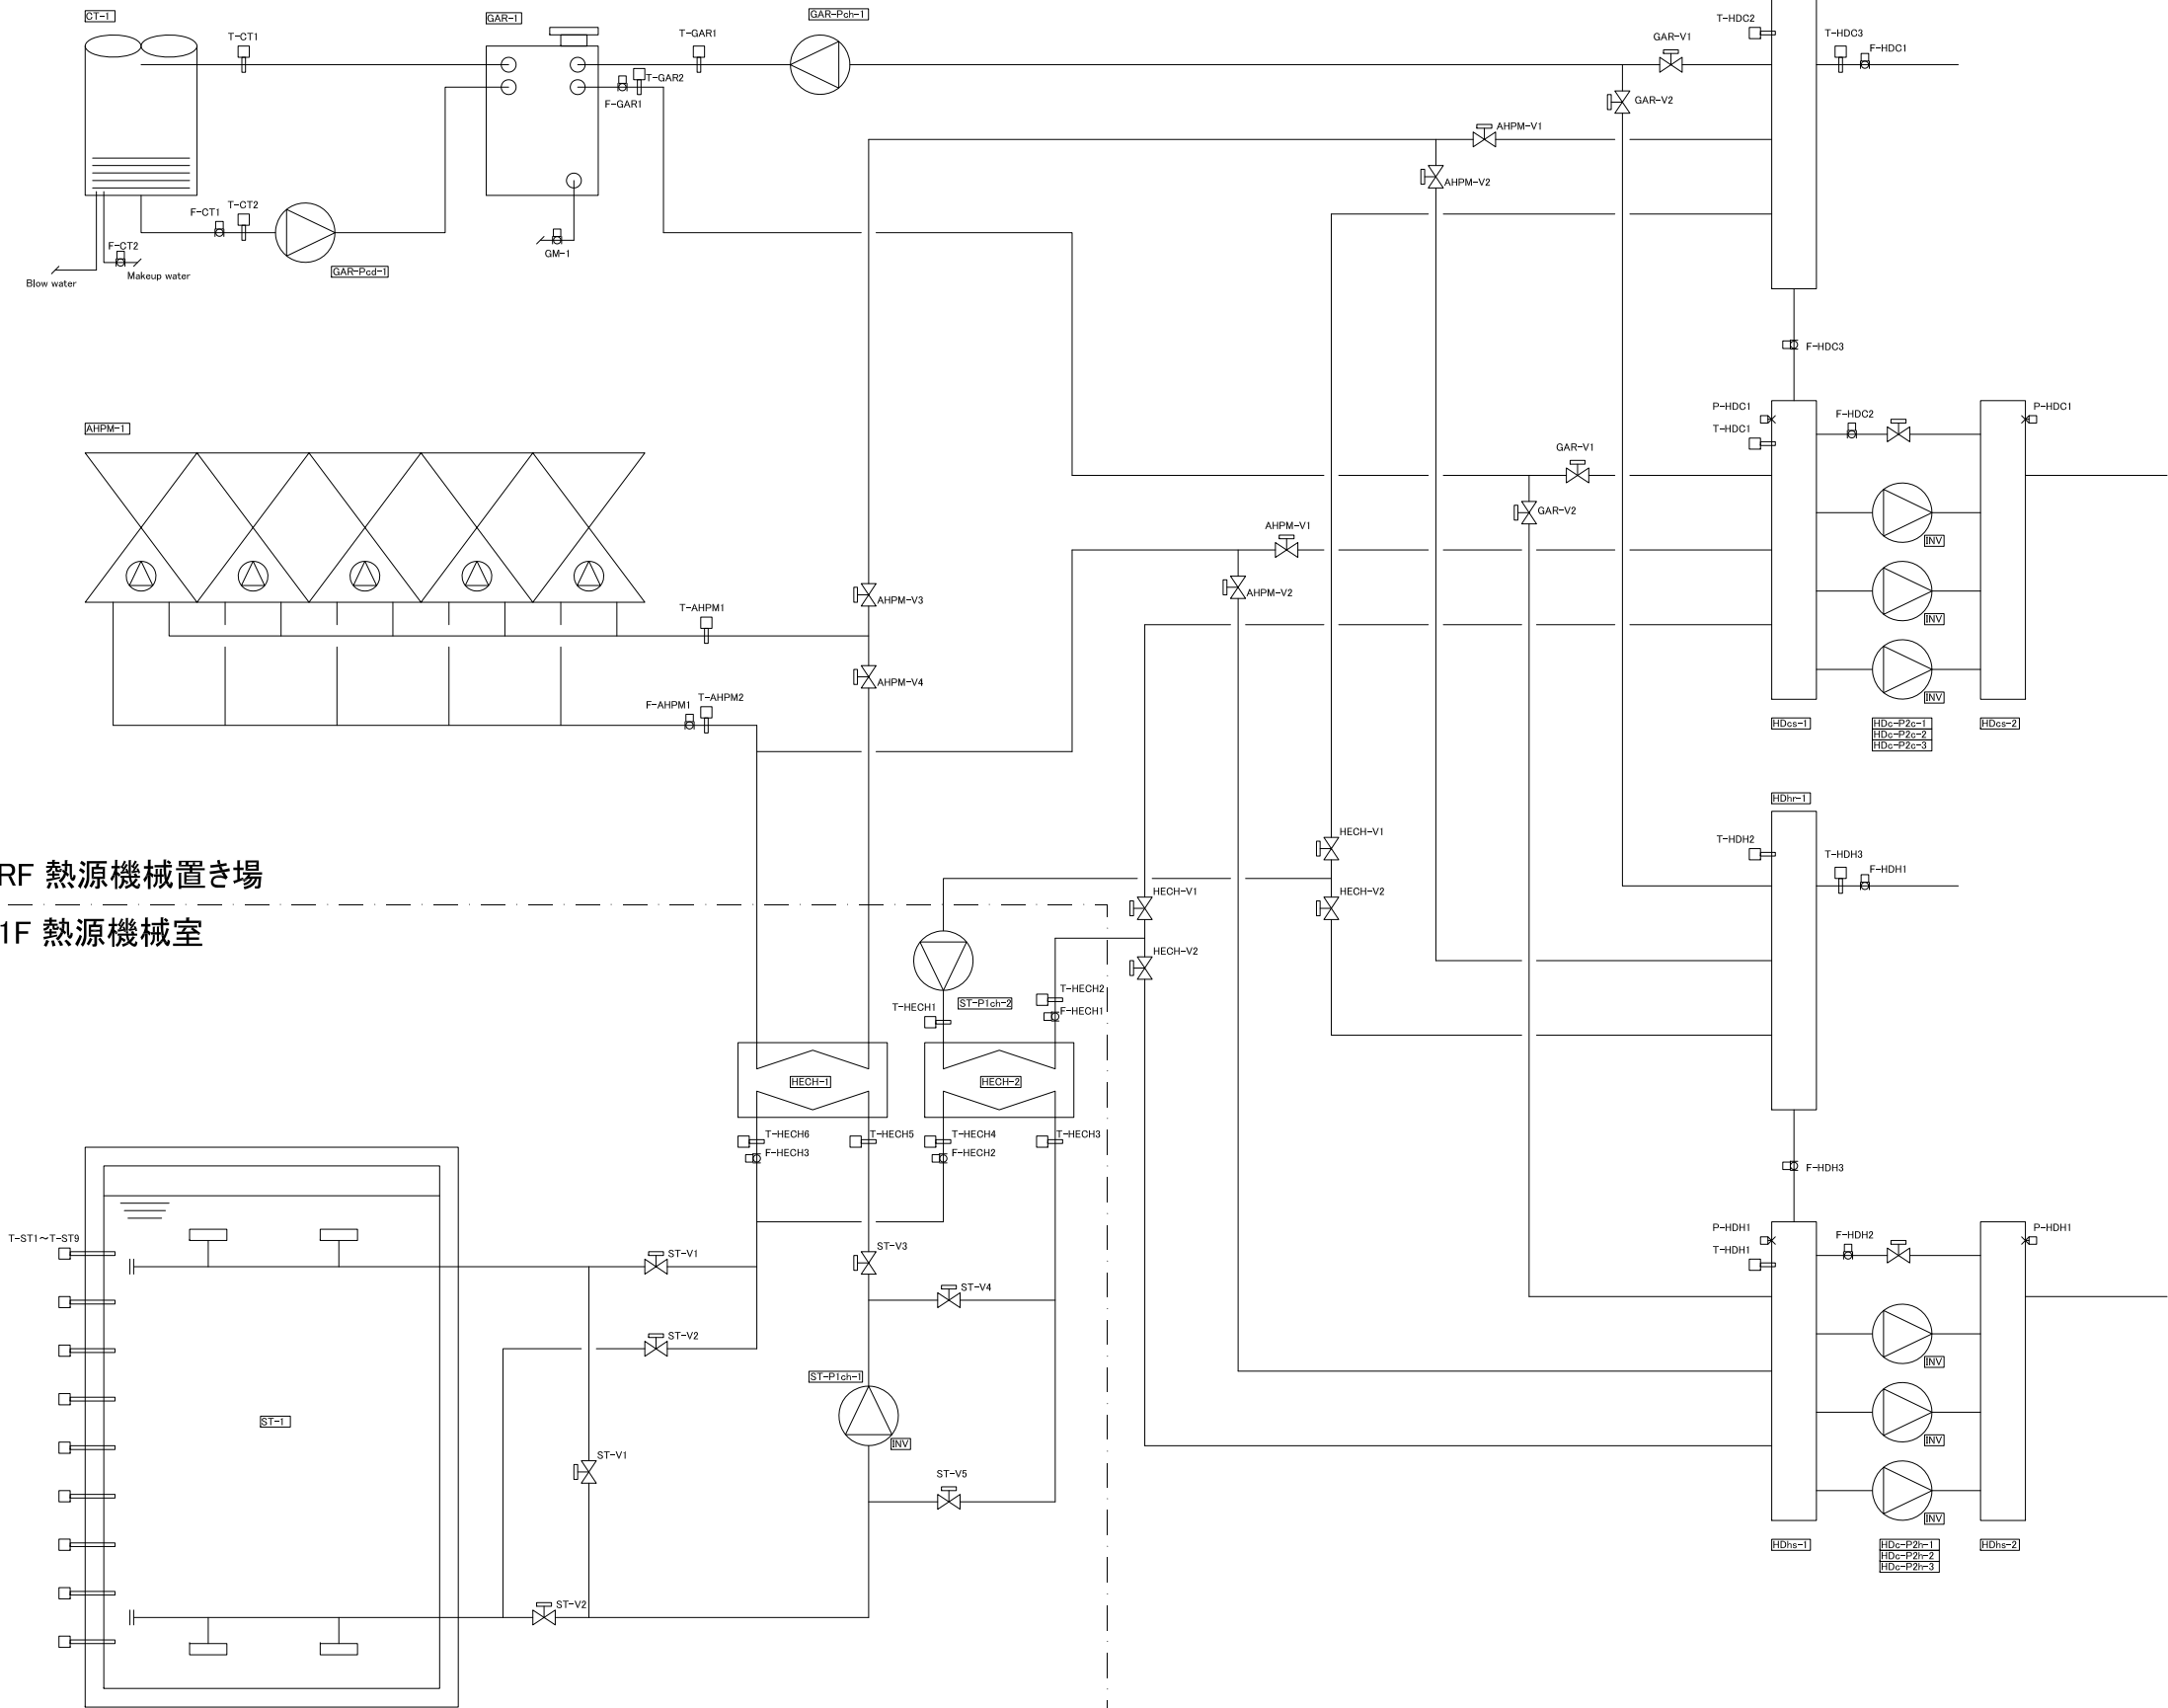 CT-1
GAR-1
GAR-Pch-1
T-HDC2
T-CT1
T-GAR1
GAR-V1
T-HDC3
F-HDC1
T-GAR2
F-GAR1
GAR-V2
AHPM-V1
AHPM-V2
F-CT1
T-CT2
F-CT2
GM-1
Blow water
Makeup water
GAR-Pcd-1
F-HDC3
AHPM-1
P-HDC1
F-HDC2
P-HDC1
T-HDC1
GAR-V1
GAR-V2
AHPM-V1
INV
AHPM-V2
AHPM-V3
T-AHPM1
INV
AHPM-V4
T-AHPM2
F-AHPM1
INV
HDcs-1
HDc-P2c-1
HDc-P2c-2
HDc-P2c-3
HDcs-2
HDhr-1
HECH-V1
T-HDH2
T-HDH3
F-HDH1
RF 熱源機械置き場
HECH-V1
HECH-V2
1F 熱源機械室
HECH-V2
T-HECH2
T-HECH1
ST-P1ch-2
F-HECH1
HECH-1
HECH-2
T-HECH6
T-HECH5
T-HECH4
T-HECH3
F-HECH3
F-HECH2
F-HDH3
T-ST1～T-ST9
ST-V1
ST-V3
P-HDH1
F-HDH2
P-HDH1
T-HDH1
ST-V4
ST-V2
ST-P1ch-1
INV
ST-1
INV
INV
ST-V1
ST-V5
INV
HDhs-1
HDc-P2h-1
HDc-P2h-2
HDc-P2h-3
HDhs-2
ST-V2